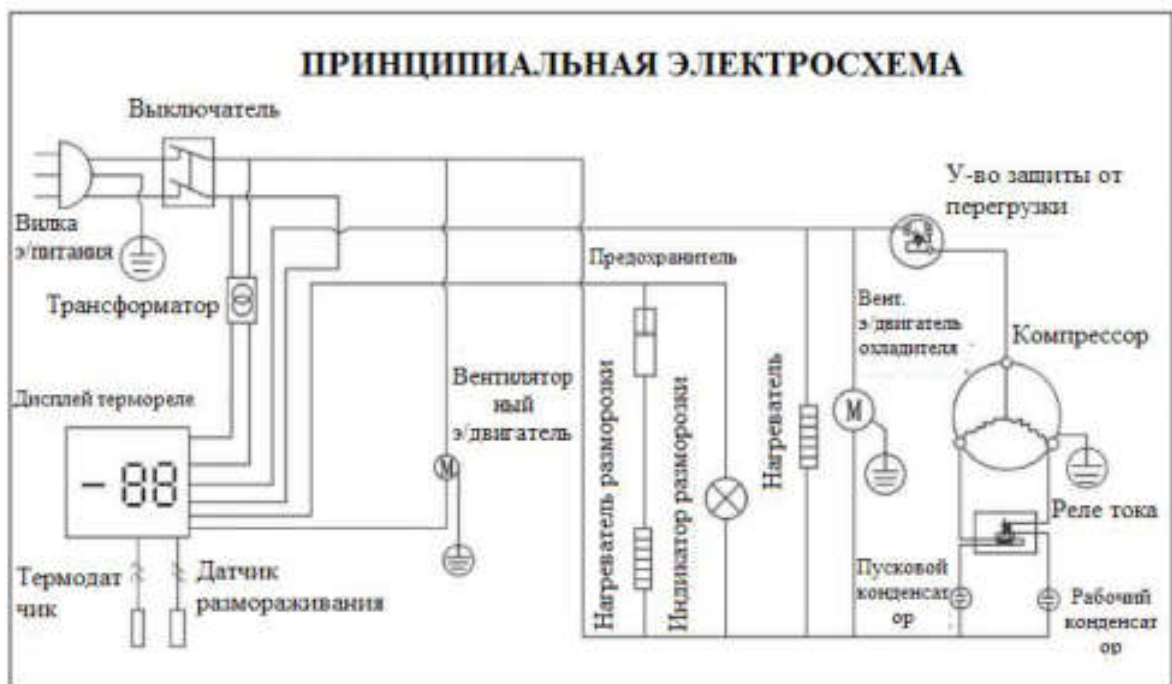 ПРИНЦИПИАЛЬНАЯ ЭЛЕКТРОСХЕМА
Выключатель
Вилка
э/питания
Трансформатор
У-во защиты от
перегрузки
Предохранитель
Вент.
э/двигатель
охладителя
Компрессор
Дисплей термореле
-88
Вентилятор
ный
э/двигатель
M
M
Нагреватель разморозки
Индикатор разморозки
Нагреватель
Реле тока
Термодат
чик
Датчик
размораживания
Пусковой
конденсат
ор
Рабочий
конденсат
ор